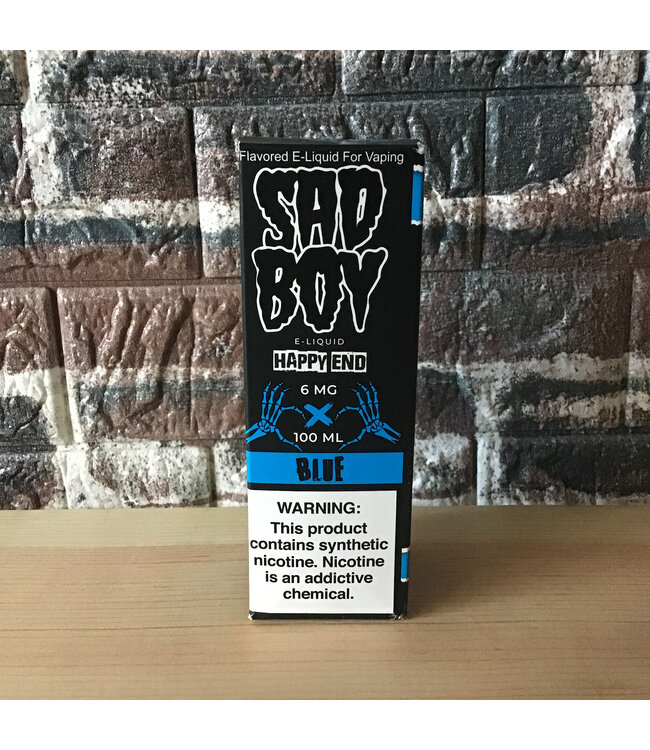 Flavored E-Liquid For Vaping
SAD
BOY
E-LIQUID
HAPPY END
6 MG
X
100 ML
BLUE
WARNING:
This product
contains synthetic
nicotine. Nicotine
is an addictive
chemical.